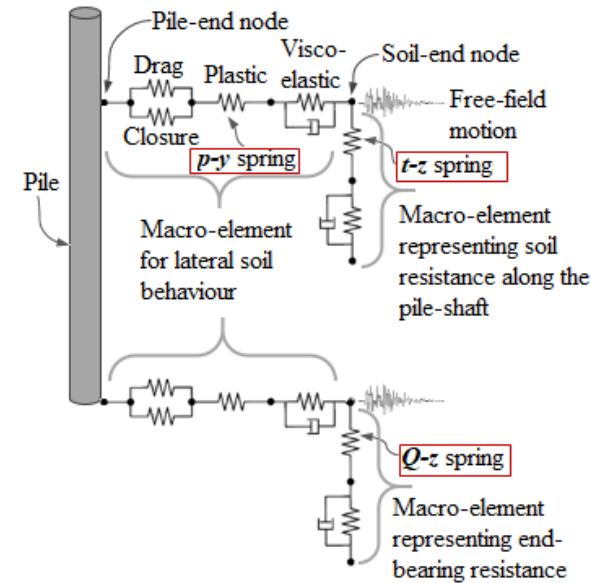 Pile-end node
Drag
Plastic
Visco-
elastic
Soil-end node
Closure
Free-field
motion
p-y spring
t-z spring
Pile
Macro-element
for lateral soil
behaviour
Macro-element
representing soil
resistance along the
pile-shaft
Q-z spring
Macro-element
representing end-
bearing resistance